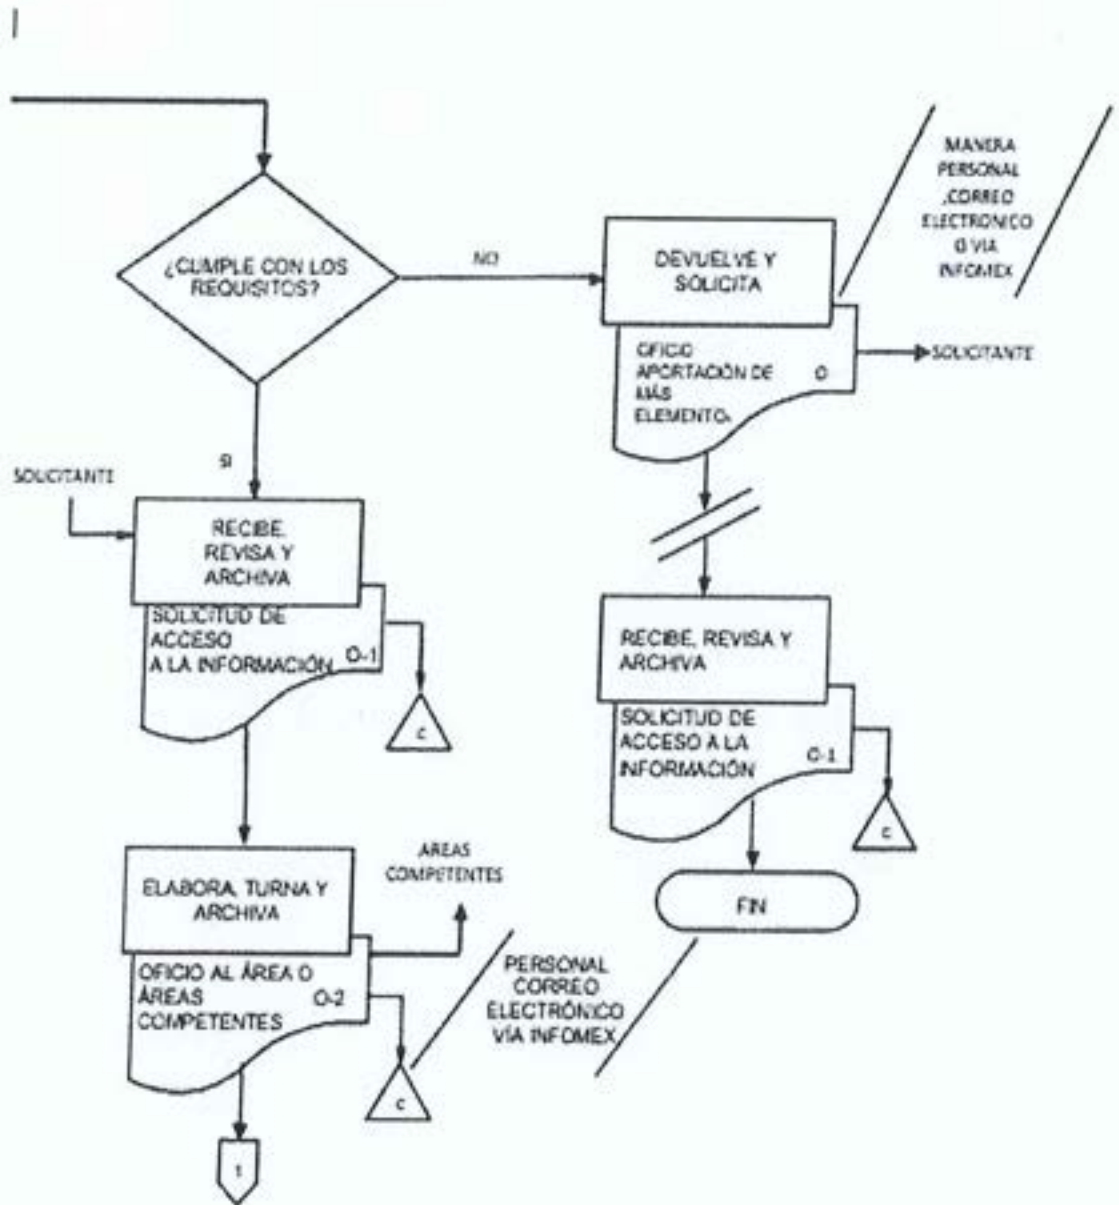 ¿CUMPLE CON LOS
REQUISITOS?
NO
SI
DEVUELVE Y
SOLICITA
OFICIO
APORTACIÓN DE
MÁS
ELEMENTO.
O
MANERA
PERSONAL
,CORREO
ELECTRONICO
O VIA
INFOMEX
SOLICITANTE
SOLICITANTE
RECIBE,
REVISA Y
ARCHIVA
SOLICITUD DE
ACCESO
A LA INFORMACIÓN
O-1
C
RECIBE, REVISA Y
ARCHIVA
SOLICITUD DE
ACCESO A LA
INFORMACIÓN
O-1
C
FIN
ELABORA, TURNA Y
ARCHIVA
OFICIO AL ÁREA O
ÁREAS
COMPETENTES
O-2
AREAS
COMPETENTES
C
PERSONAL
CORREO
ELECTRÓNICO
VÍA INFOMEX
1